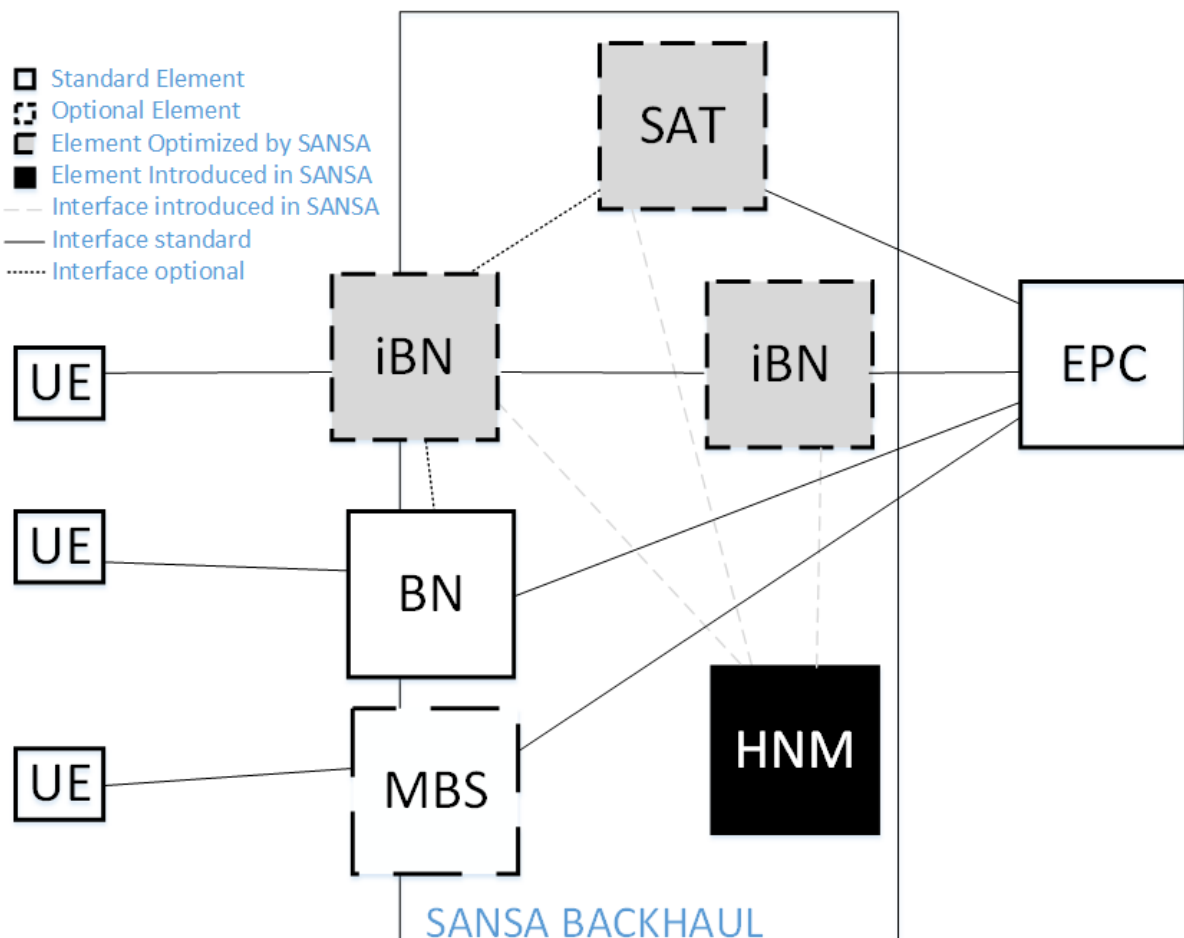 Standard Element
Optional Element
Element Optimized by SANSA
Element Introduced in SANSA
Interface introduced in SANSA
Interface standard
Interface optional
SAT
iBN
iBN
EPC
UE
UE
BN
HNM
UE
MBS
SANSA BACKHAUL